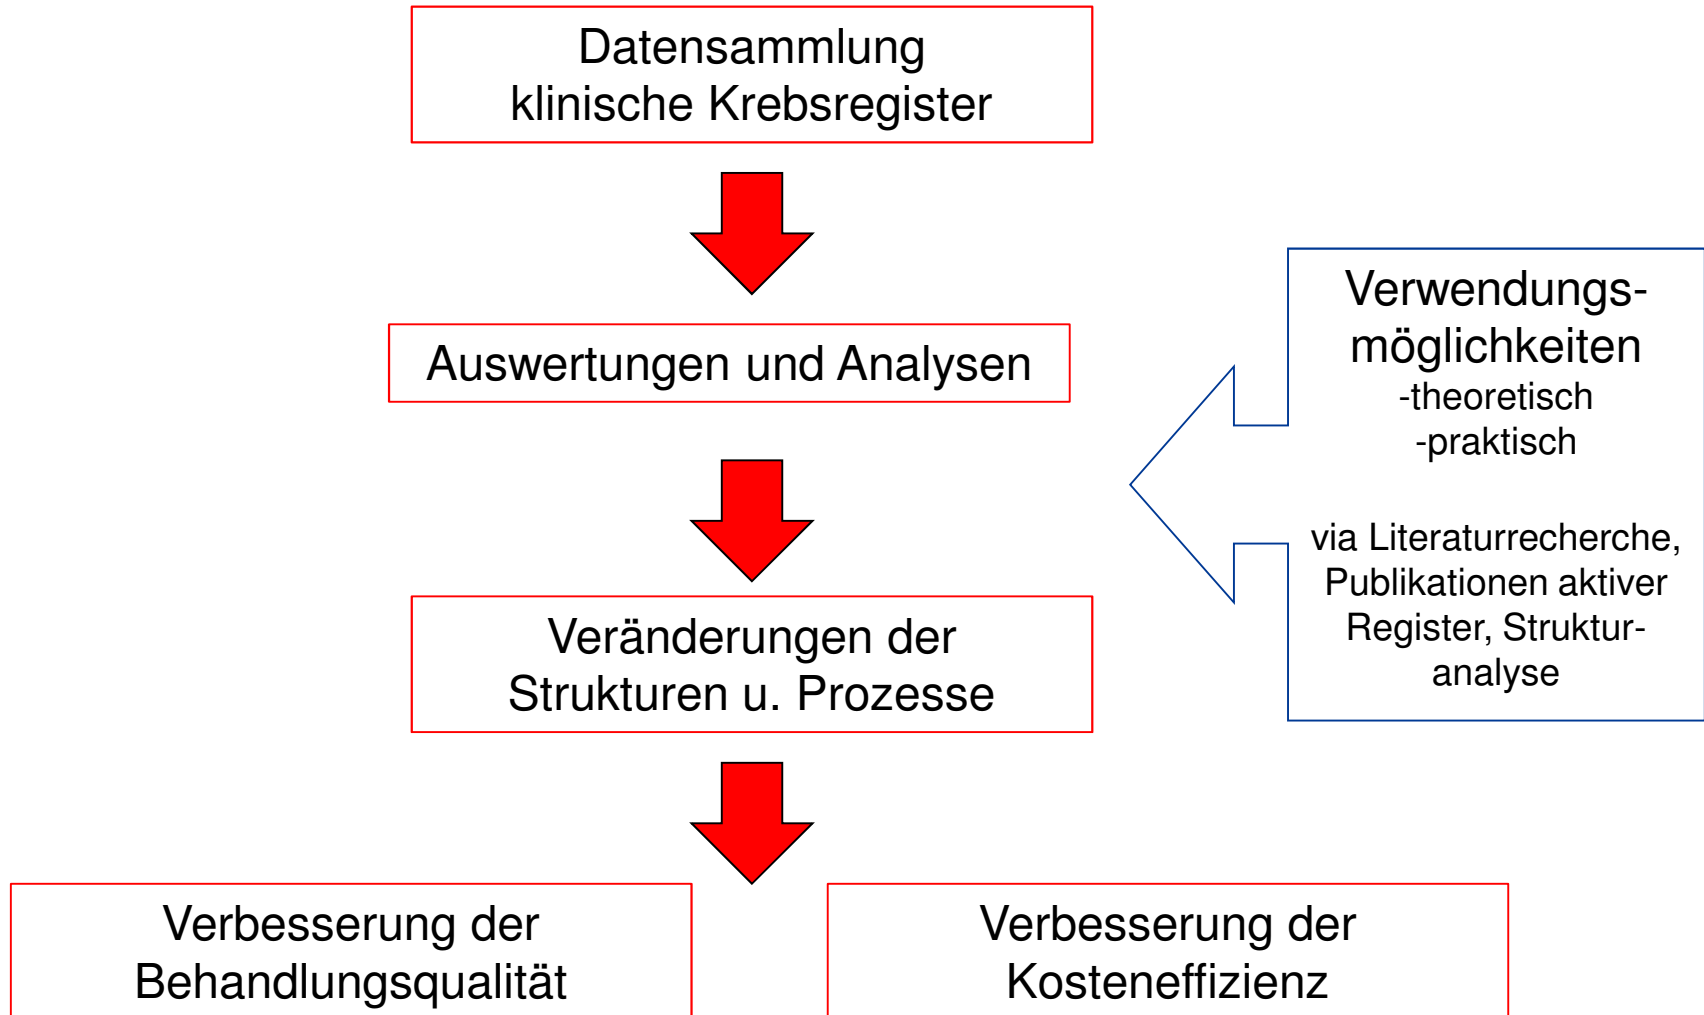 Datensammlung
klinische Krebsregister
Auswertungen und Analysen
Verwendungs-
möglichkeiten
-theoretisch
-praktisch
via Literaturrecherche,
Publikationen aktiver
Register, Struktur-
analyse
Veränderungen der
Strukturen u. Prozesse
Verbesserung der
Behandlungsqualität
Verbesserung der
Kosteneffizienz